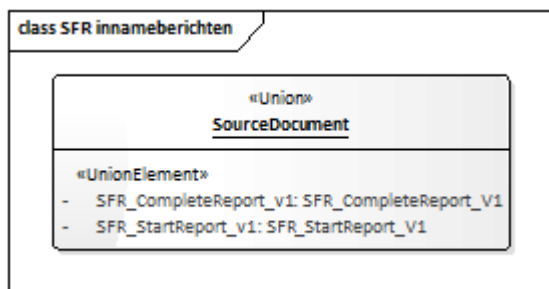 class SFR innameberichten
«Union»
SourceDocument
«UnionElement»
- SFR_CompleteReport_v1: SFR_CompleteReport_V1
- SFR_StartReport_v1: SFR_StartReport_V1